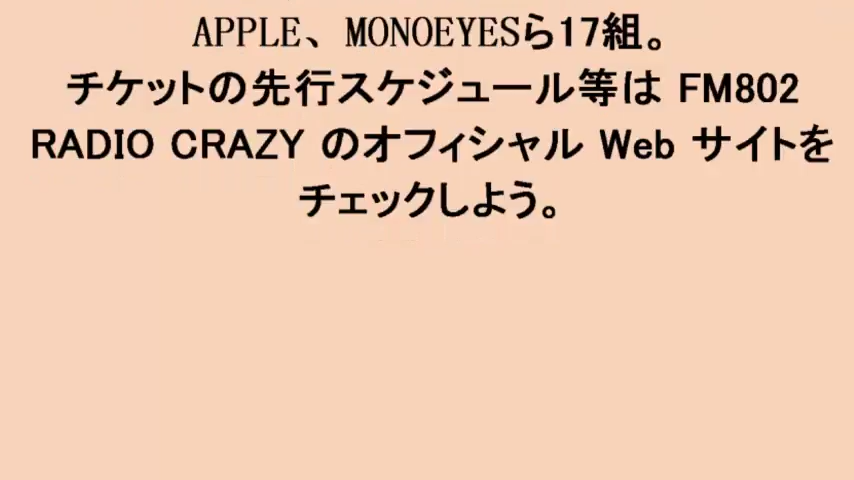 APPLE、MONOEYESら17組。
チケットの先行スケジュール等は FM802
RADIO CRAZY のオフィシャル Web サイトを
チェックしよう。